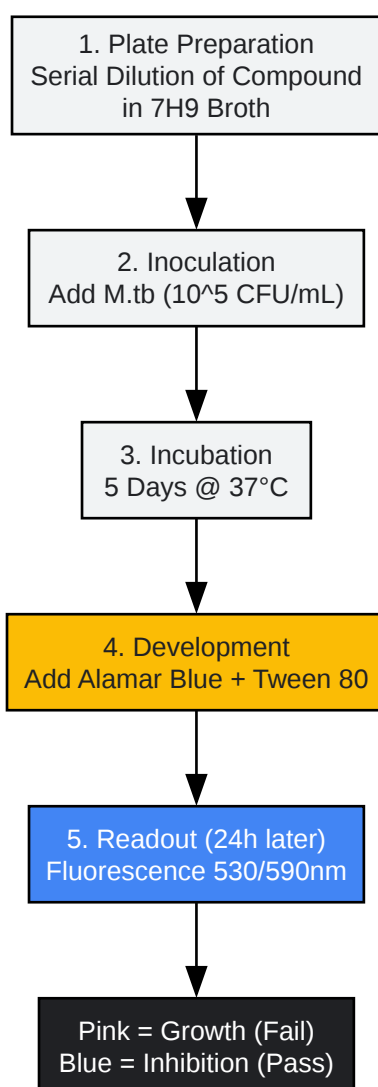 1. Plate Preparation
Serial Dilution of Compound
in 7H9 Broth
2. Inoculation
Add M.tb (10^5 CFU/mL)
3. Incubation
5 Days @ 37°C
4. Development
Add Alamar Blue + Tween 80
5. Readout (24h later)
Fluorescence 530/590nm
Pink = Growth (Fail)
Blue = Inhibition (Pass)